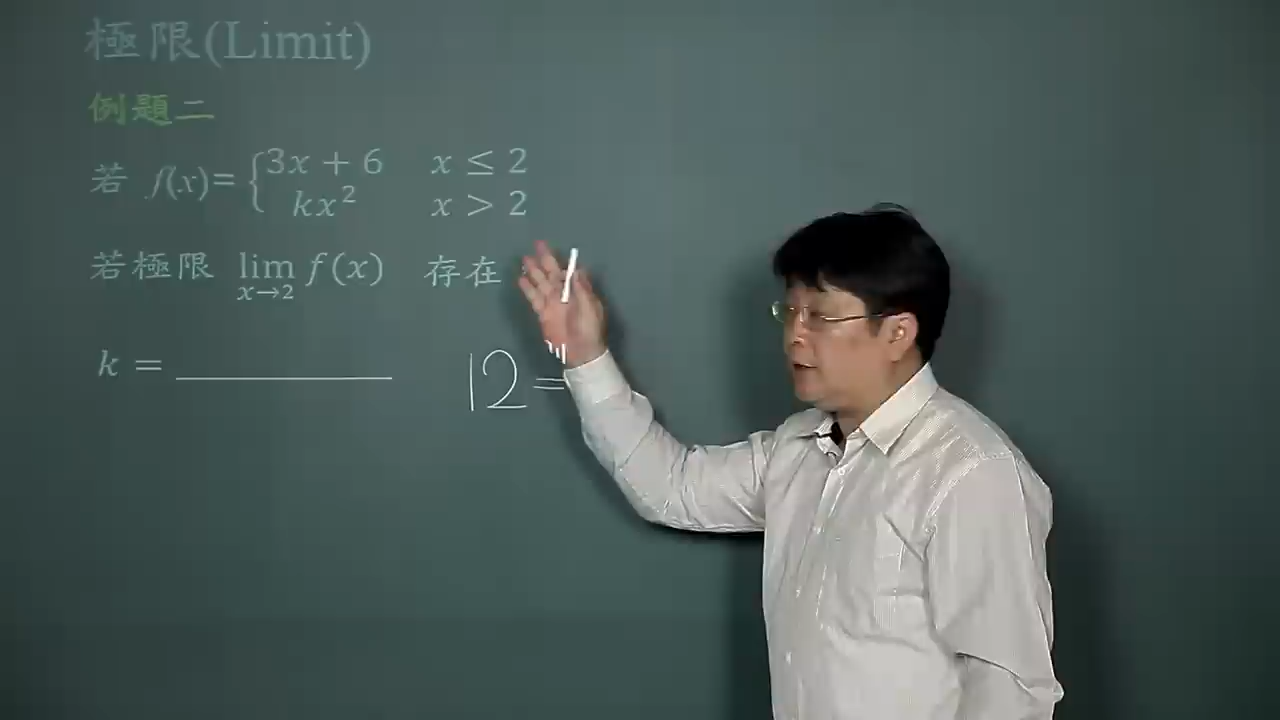 極限(Limit)
例題二
若 f(x)= { 3x + 6 x ≤ 2
kx² x > 2
若極限 lim f(x) 存在
x→2
k = ________
12=